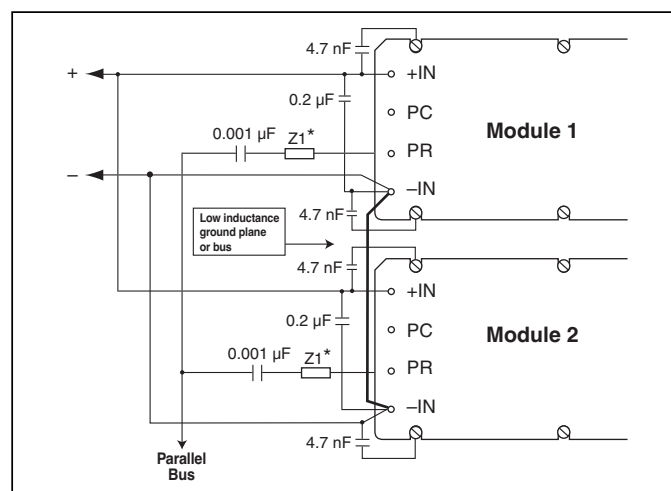 4.7 nF
+
+IN
0.2 µF
PC
Module 1
0.001 µF
Z1*
PR
–
–IN
4.7 nF
Low inductance
ground plane
or bus
4.7 nF
+IN
0.2 µF
PC
Module 2
0.001 µF
Z1*
PR
–IN
4.7 nF
Parallel
Bus